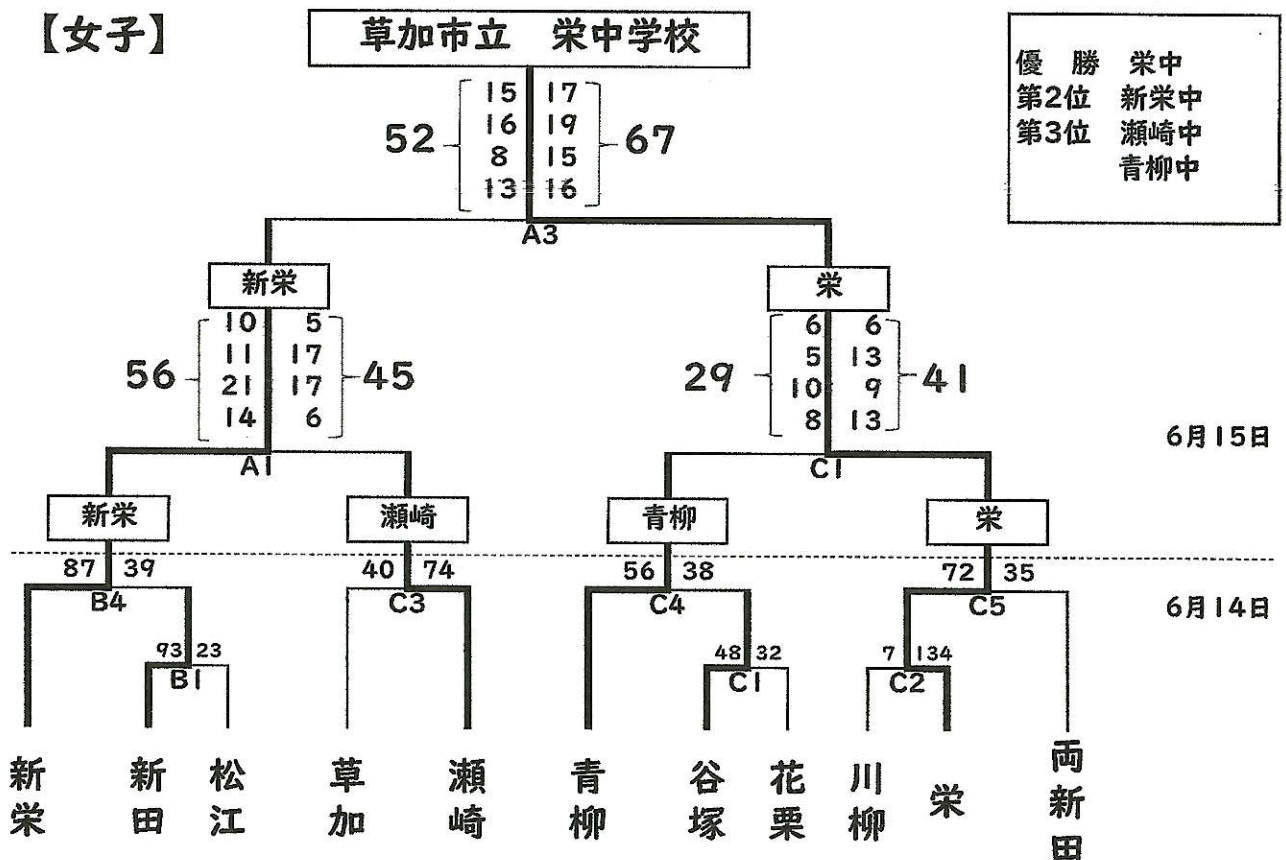 【女子】
草加市立 栄中学校
優 勝 栄中
第2位 新栄中
第3位 瀬崎中
青柳中
15 17
16 19
52 67
8 15
13 16
A3
新栄
栄
10 5
11 17
56 45
21 17
14 6
6 6
5 13
29 41
10 9
8 13
6月15日
A1
C1
新栄
瀬崎
青柳
栄
87 39
40 74
56 38
72 35
B4
C3
C4
C5
6月14日
93 23
48 32
7 134
B1
C1
C2
新栄
新田
松江
草加
瀬崎
青柳
谷塚
花栗
川柳
栄
両新田